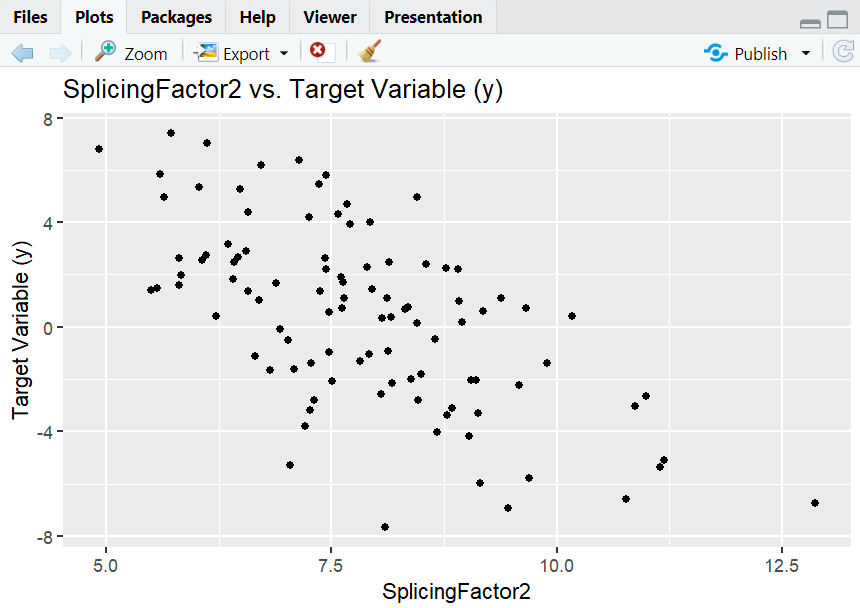 Files Plots Packages Help Viewer Presentation
Zoom Export Publish
SplicingFactor2 vs. Target Variable (y)
8
4
0
-4
-8
Target Variable (y)
5.0 7.5 10.0 12.5
SplicingFactor2